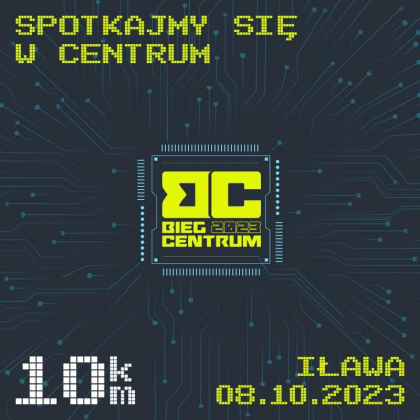 SPOTKAJMY SIĘ
W CENTRUM
BC
BIEG 2023
CENTRUM
10km
IŁAWA
08.10.2023